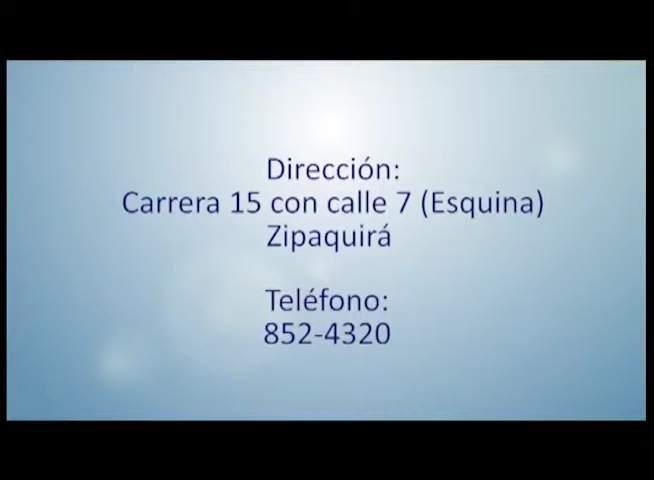 Dirección:
Carrera 15 con calle 7 (Esquina)
Zipaquirá
Teléfono:
852-4320